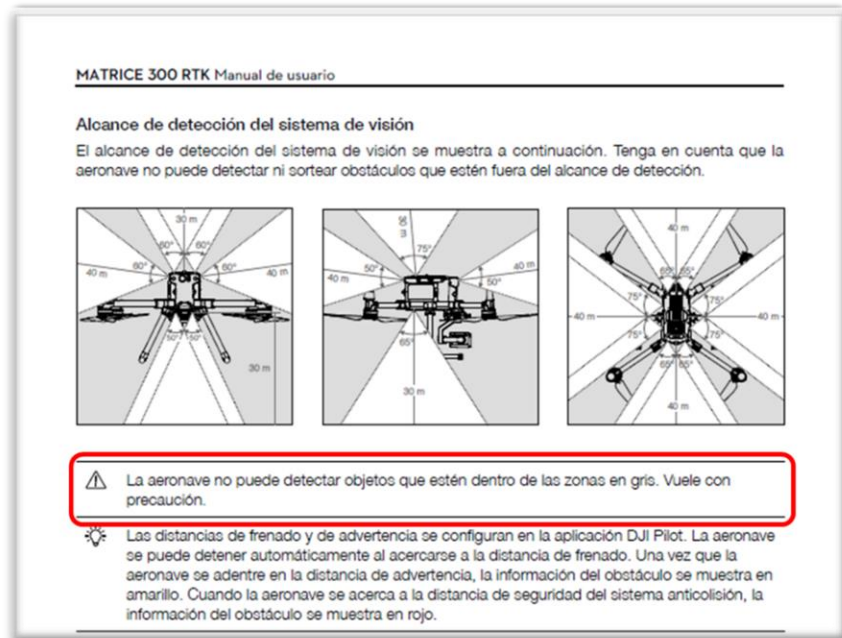 MATRICE 300 RTK Manual de usuario
Alcance de detección del sistema de visión
El alcance de detección del sistema de visión se muestra a continuación. Tenga en cuenta que la
aeronave no puede detectar ni sortear obstáculos que estén fuera del alcance de detección.
30 m
60° 60°
60° 60°
40 m 40 m
50° 50°
30 m
30 m
75°
50° 50°
40 m 40 m
65°
30 m
40 m
65° 65°
75° 75°
40 m 40 m
75° 75°
65° 65°
40 m
La aeronave no puede detectar objetos que estén dentro de las zonas en gris. Vuele con
precaución.
Las distancias de frenado y de advertencia se configuran en la aplicación DJI Pilot. La aeronave
se puede detener automáticamente al acercarse a la distancia de frenado. Una vez que la
aeronave se adentre en la distancia de advertencia, la información del obstáculo se muestra en
amarillo. Cuando la aeronave se acerca a la distancia de seguridad del sistema anticolisión, la
información del obstáculo se muestra en rojo.